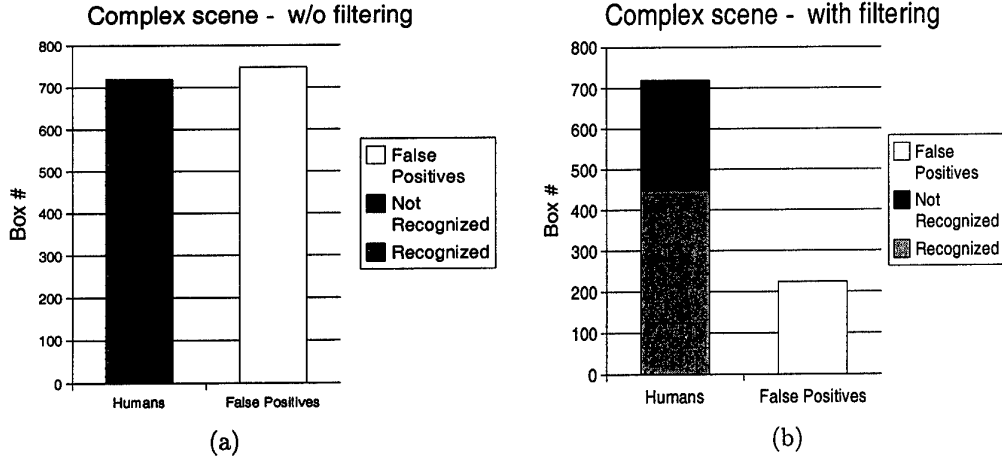 Complex scene - w/o filtering
800
700
600
500
400
300
200
100
0
Box #
Humans
False Positives
False
Positives
Not
Recognized
Recognized
(a)
Complex scene - with filtering
800
700
600
500
400
300
200
100
0
Box #
Humans
False Positives
False
Positives
Not
Recognized
Recognized
(b)